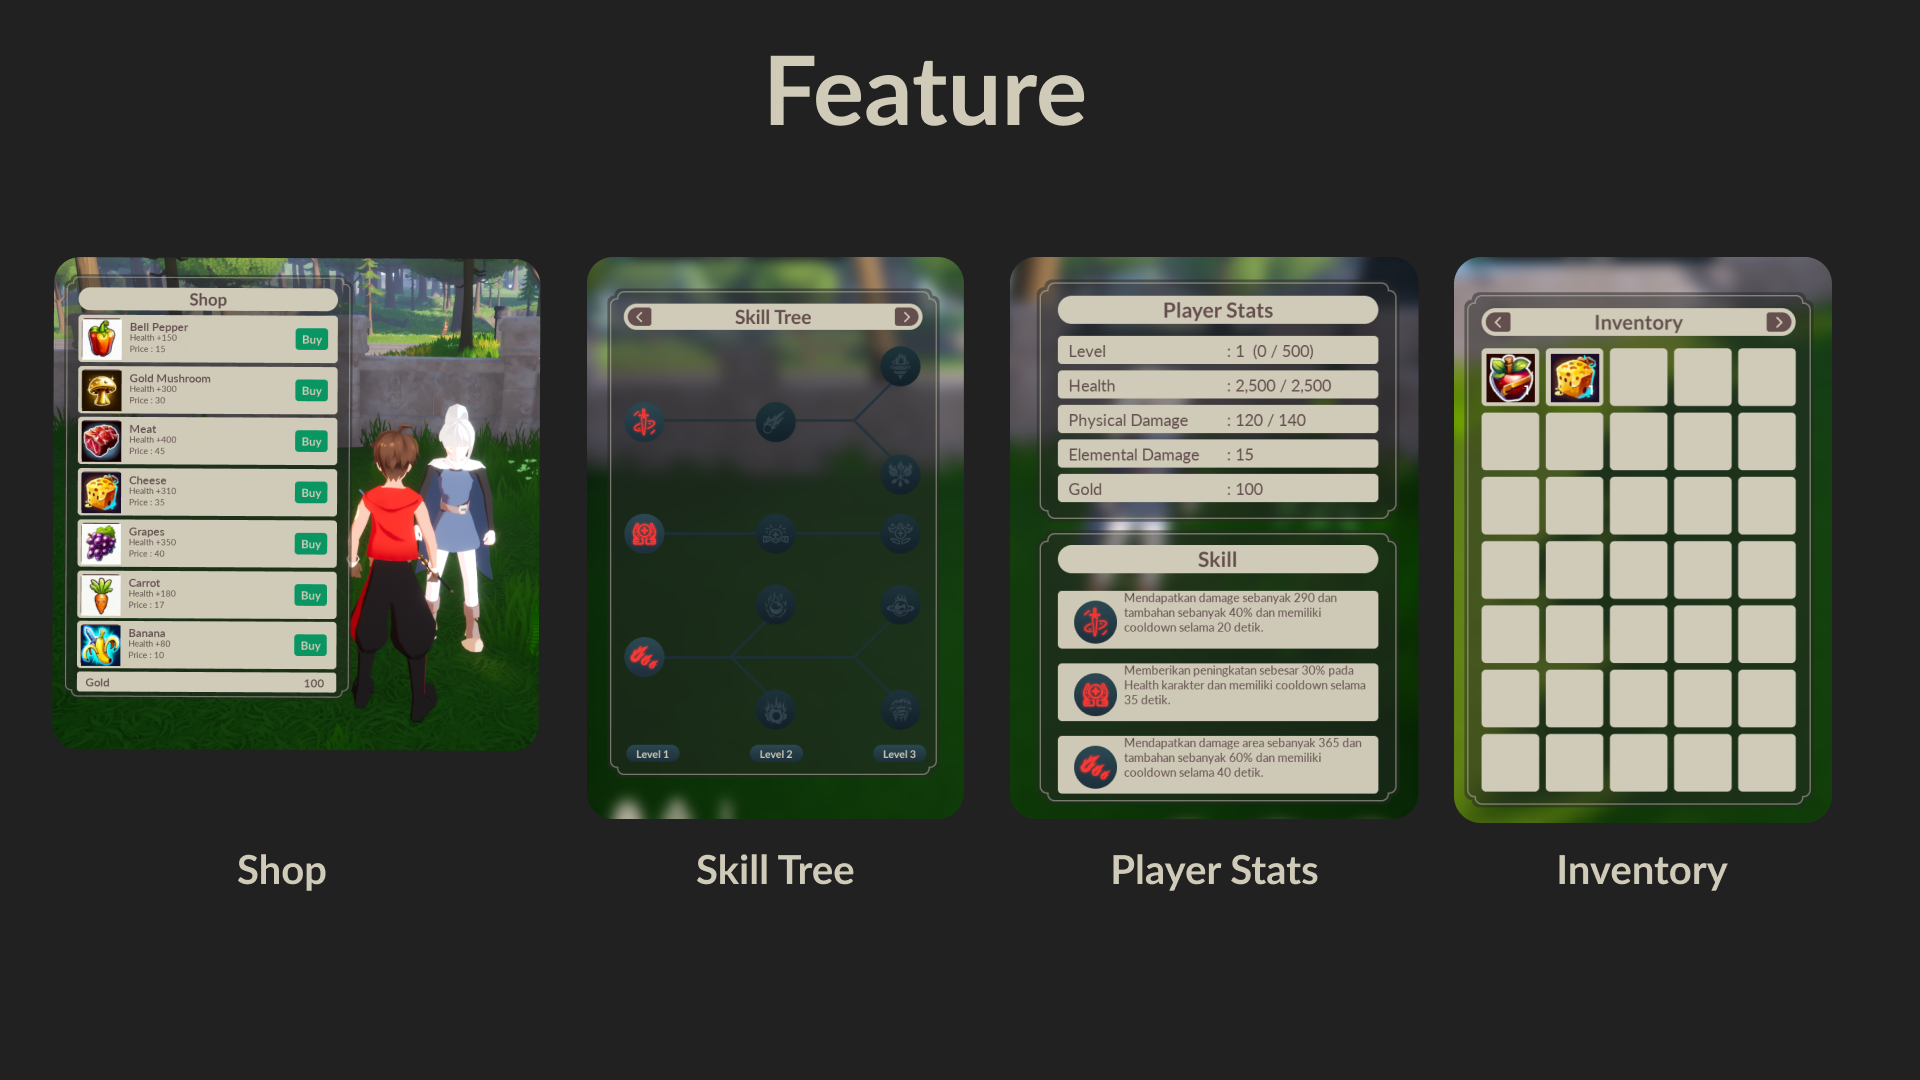 Feature
Shop
Bell Pepper
Health +150
Price : 15
Buy
Gold Mushroom
Health +300
Price : 30
Buy
Meat
Health +400
Price : 45
Buy
Cheese
Health +310
Price : 35
Buy
Grapes
Health +350
Price : 40
Buy
Carrot
Health +180
Price : 17
Buy
Banana
Health +80
Price : 10
Buy
Gold 100
Shop
Skill Tree
Level 1 Level 2 Level 3
Skill Tree
Player Stats
Level : 1 (0 / 500)
Health : 2,500 / 2,500
Physical Damage : 120 / 140
Elemental Damage : 15
Gold : 100
Skill
Mendapatkan damage sebanyak 290 dan
tambahan sebanyak 40% dan memiliki
cooldown selama 20 detik.
Memberikan peningkatan sebesar 30% pada
Health karakter dan memiliki cooldown selama
35 detik.
Mendapatkan damage area sebanyak 365 dan
tambahan sebanyak 60% dan memiliki
cooldown selama 40 detik.
Player Stats
Inventory
Inventory